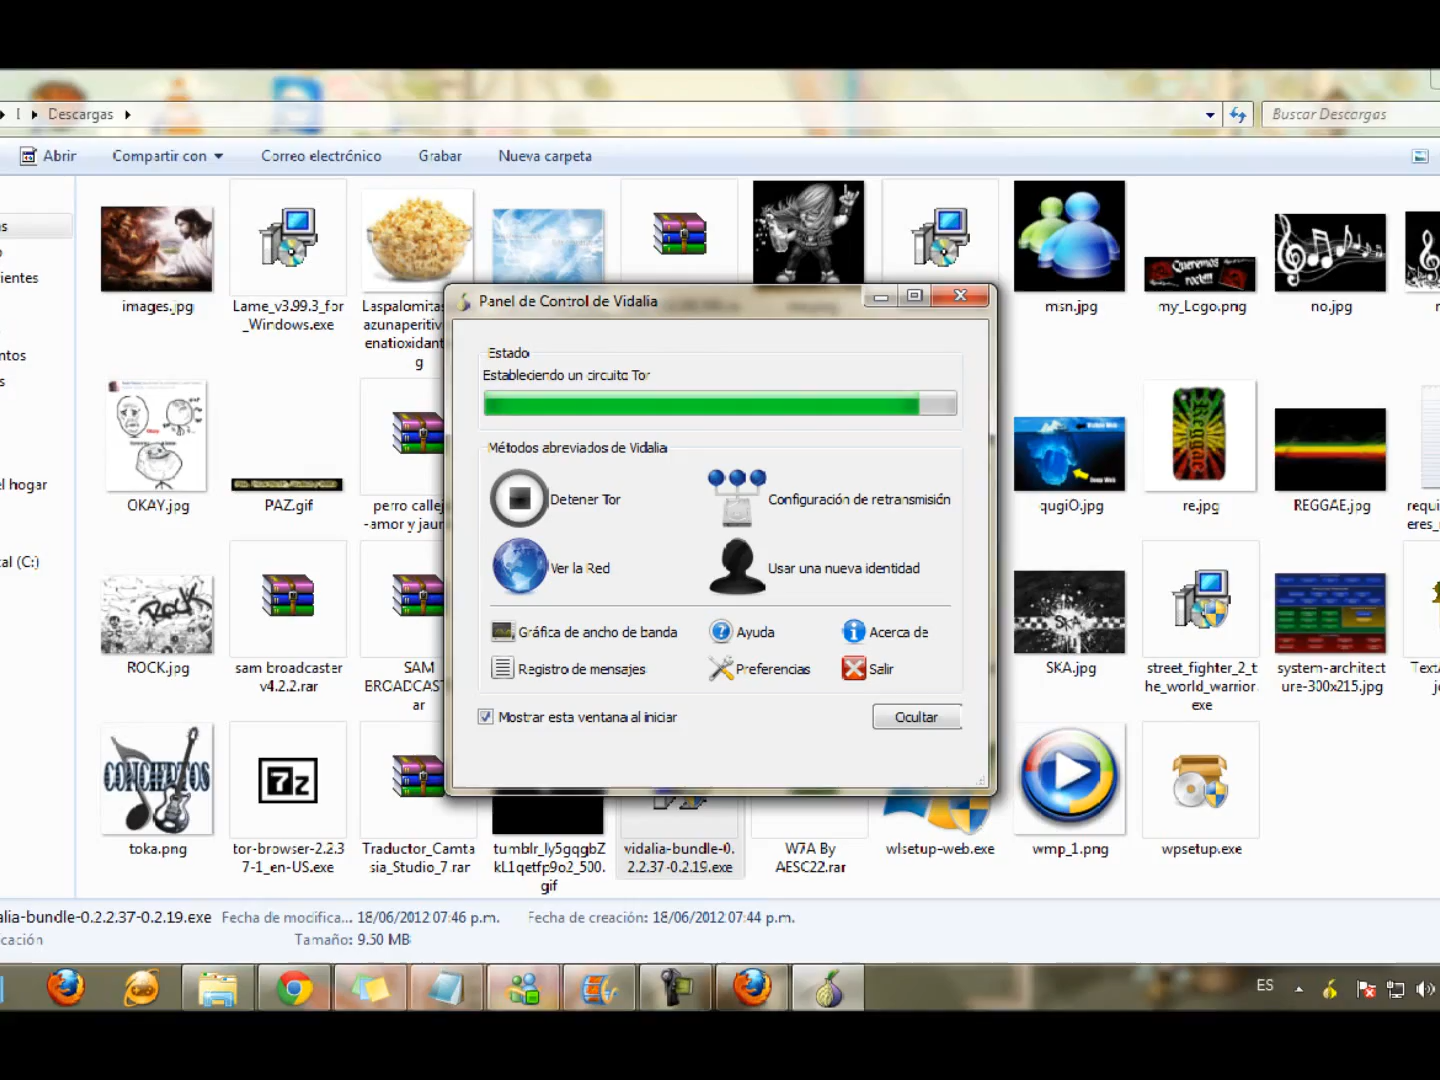 I ▸ Descargas ▸
Buscar Descargas
Abrir
Compartir con
Correo electrónico
Grabar
Nueva carpeta
images.jpg
Lame_v3.99.3_for
_Windows.exe
Laspalomitas
azunaperitiv
enatioxidant
g
msn.jpg
my_Logo.png
no.jpg
ientes
ntos
el hogar
al (C:)
Panel de Control de Vidalia
Estado
Estableciendo un circuito Tor
Métodos abreviados de Vidalia
Detener Tor
Configuración de retransmisión
Ver la Red
Usar una nueva identidad
Gráfica de ancho de banda
Ayuda
Acerca de
Registro de mensajes
Preferencias
Salir
Mostrar esta ventana al iniciar
Ocultar
OKAY.jpg
PAZ.gif
perro callej
-amor y jaur
qugiO.jpg
re.jpg
REGGAE.jpg
requi
eres_r
ROCK.jpg
sam broadcaster
v4.2.2.rar
SAM
BROADCAST
ar
SKA.jpg
street_fighter_2_t
he_world_warrior.
exe
system-architect
ure-300x215.jpg
TextA
CONCIERTOS
7z
toka.png
tor-browser-2.2.3
7-1_en-US.exe
Traductor_Camta
sia_Studio_7.rar
tumblr_ly5gqgbZ
kL1qetfp9o2_500.
gif
vidalia-bundle-0.
2.2.37-0.2.19.exe
W7A By
AESC22.rar
wlsetup-web.exe
wmp_1.png
wpsetup.exe
alia-bundle-0.2.2.37-0.2.19.exe
Fecha de modifica... 18/06/2012 07:46 p.m.
Fecha de creación: 18/06/2012 07:44 p.m.
cación
Tamaño: 9.50 MB
ES